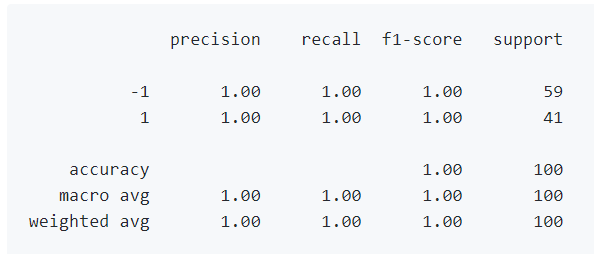 precision recall f1-score support
-1 1.00 1.00 1.00 59
1 1.00 1.00 1.00 41
accuracy 1.00 100
macro avg 1.00 1.00 1.00 100
weighted avg 1.00 1.00 1.00 100